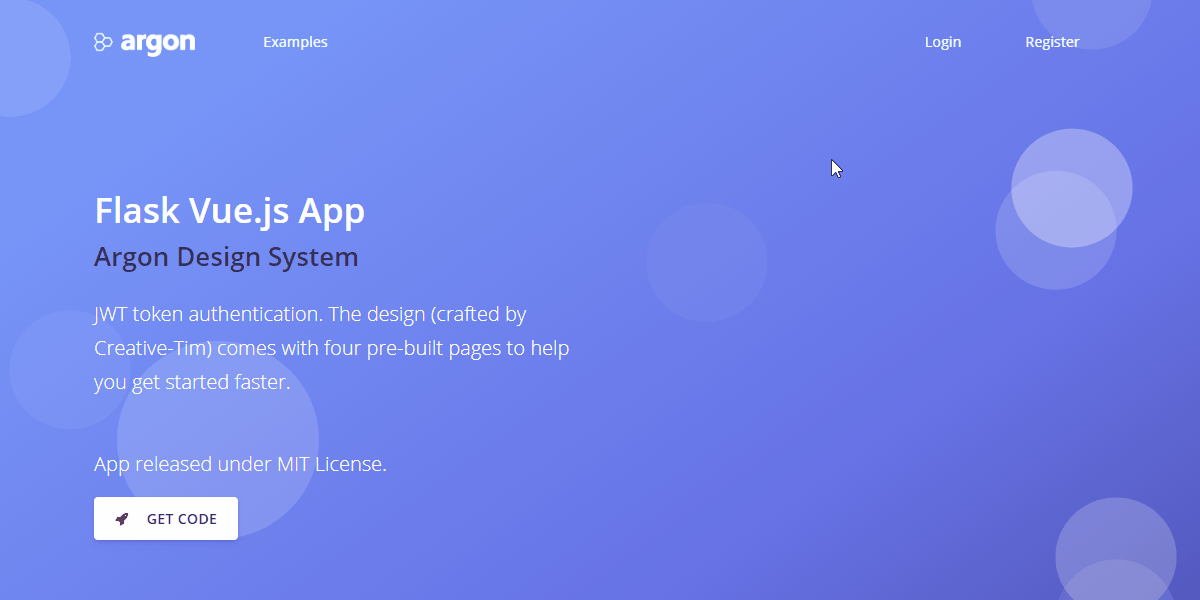 argon Examples Login Register
Flask Vue.js App
Argon Design System
JWT token authentication. The design (crafted by
Creative-Tim) comes with four pre-built pages to help
you get started faster.
App released under MIT License.
GET CODE